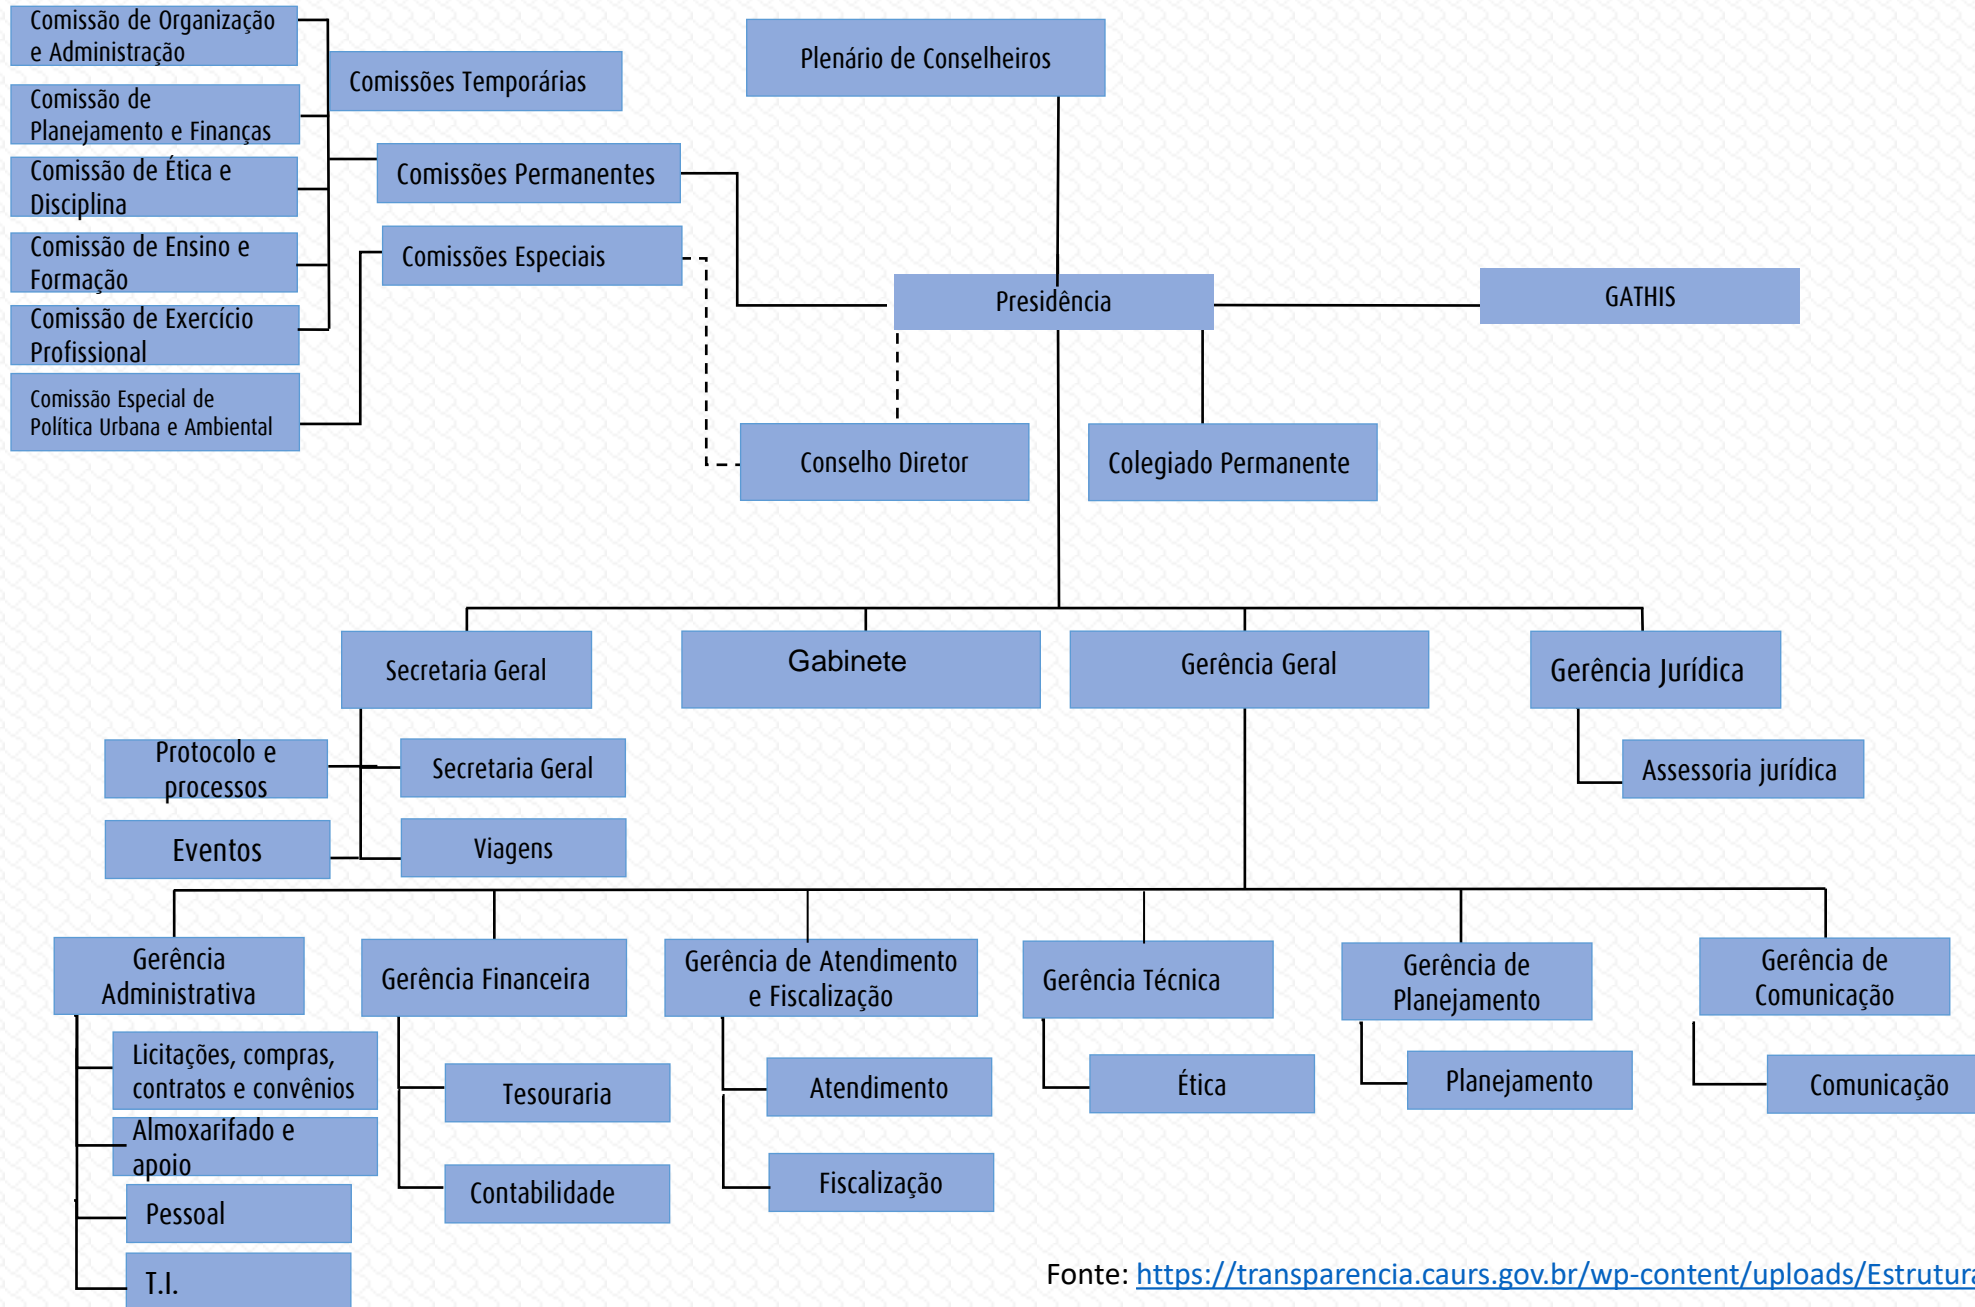 Comissão de Organização
e Administração
Comissões Temporárias
Plenário de Conselheiros
Comissão de
Planejamento e Finanças
Comissão de Ética e
Disciplina
Comissões Permanentes
Comissão de Ensino e
Formação
Comissões Especiais
Presidência
GATHIS
Comissão de Exercício
Profissional
Comissão Especial de
Política Urbana e Ambiental
Conselho Diretor
Colegiado Permanente
Secretaria Geral
Gabinete
Gerência Geral
Gerência Jurídica
Protocolo e
processos
Secretaria Geral
Assessoria jurídica
Eventos
Viagens
Gerência
Administrativa
Gerência Financeira
Gerência de Atendimento
e Fiscalização
Gerência Técnica
Gerência de
Planejamento
Gerência de
Comunicação
Licitações, compras,
contratos e convênios
Almoxarifado e
apoio
Pessoal
T.I.
Tesouraria
Contabilidade
Atendimento
Fiscalização
Ética
Planejamento
Comunicação
Fonte: https://transparencia.caurs.gov.br/wp-content/uploads/Estrutura